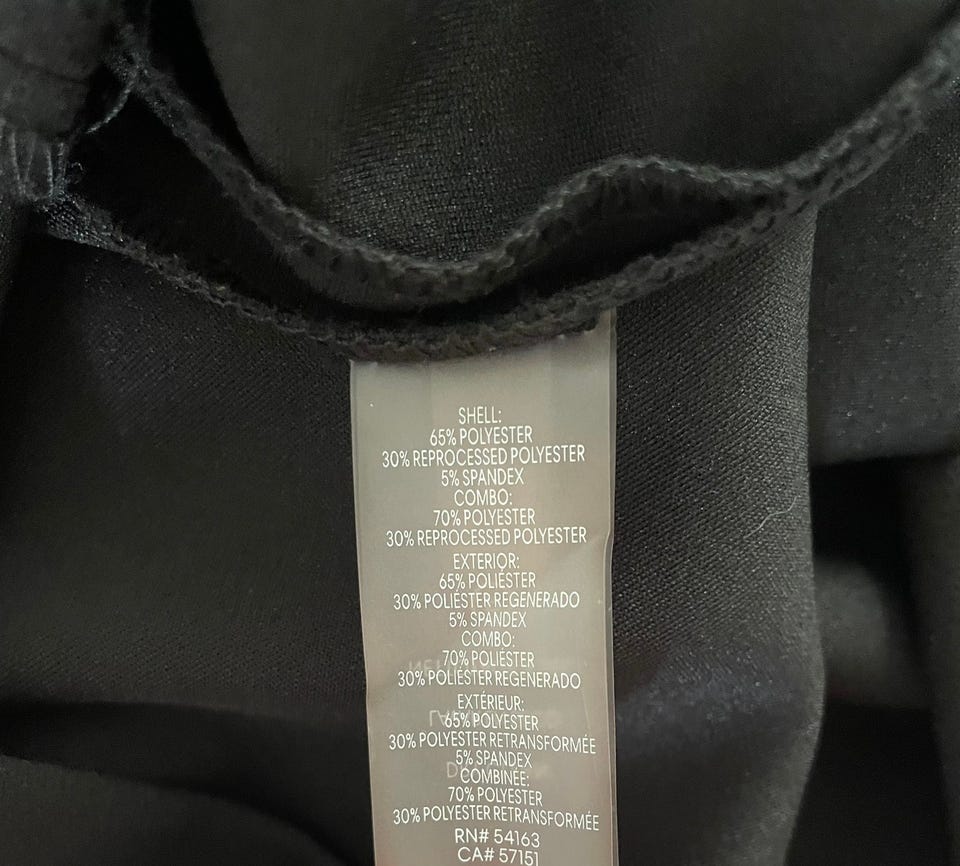 SHELL:
65% POLYESTER
30% REPROCESSED POLYESTER
5% SPANDEX
COMBO:
70% POLYESTER
30% REPROCESSED POLYESTER
EXTERIOR:
65% POLIÉSTER
30% POLIÉSTER REGENERADO
5% SPANDEX
COMBO:
70% POLIÉSTER
30% POLIÉSTER REGENERADO
EXTÉRIEUR:
65% POLYESTER
30% POLYESTER RETRANSFORMÉE
5% SPANDEX
COMBINÉE:
70% POLYESTER
30% POLYESTER RETRANSFORMÉE
RN# 54163
CA# 57151